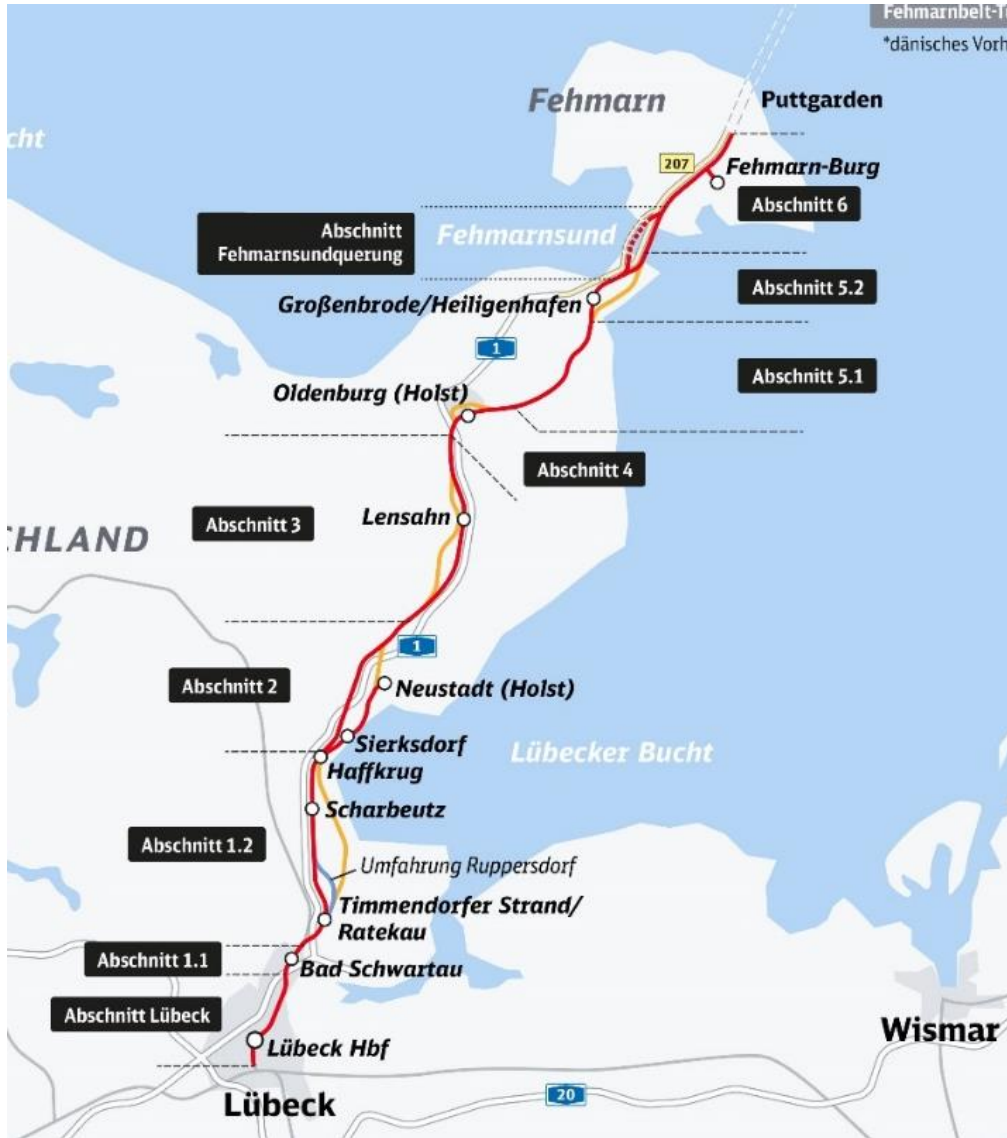 Fehmarnbelt-T
*dänisches Vorh
Fehmarn
Puttgarden
cht
207
Fehmarn-Burg
Abschnitt 6
Abschnitt
Fehmarnsundquerung
Fehmarnsund
Abschnitt 5.2
Großenbrode/Heiligenhafen
1
Abschnitt 5.1
Oldenburg (Holst)
Abschnitt 4
Lensahn
Abschnitt 3
CHLAND
1
Abschnitt 2
Neustadt (Holst)
Sierksdorf
Lübecker Bucht
Haffkrug
Scharbeutz
Abschnitt 1.2
Umfahrung Ruppersdorf
Timmendorfer Strand/
Ratekau
Abschnitt 1.1
Bad Schwartau
Abschnitt Lübeck
Lübeck Hbf
Wismar
20
Lübeck